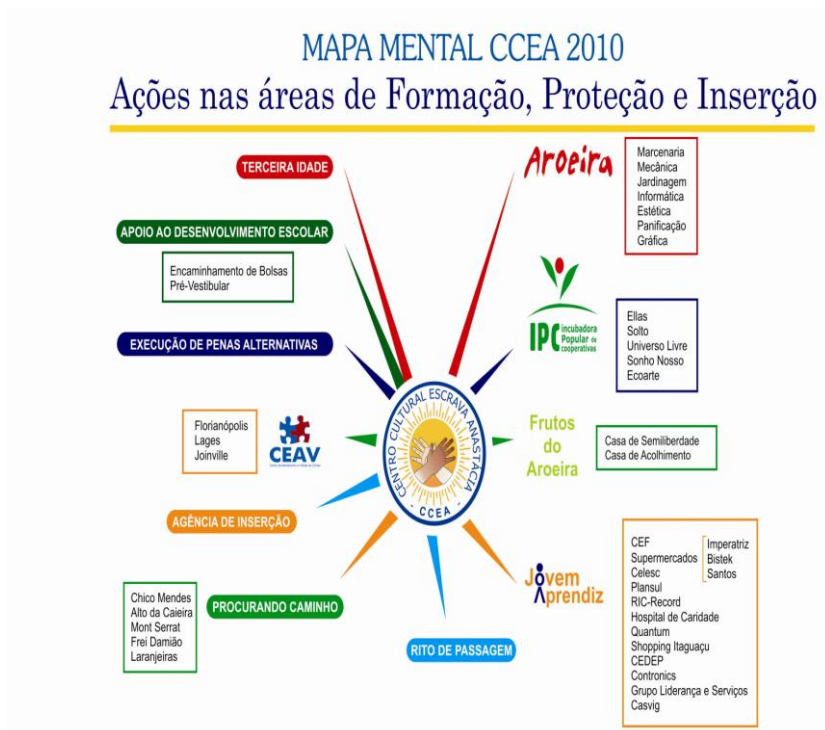 MAPA MENTAL CCEA 2010
Ações nas áreas de Formação, Proteção e Inserção
TERCEIRA IDADE
APOIO AO DESENVOLVIMENTO ESCOLAR
Encaminhamento de Bolsas
Pré-Vestibular
EXECUÇÃO DE PENAS ALTERNATIVAS
Florianópolis
Lages
Joinville
CEAV
AGÊNCIA DE INSERÇÃO
Chico Mendes
Alto da Caieira
Mont Serrat
Frei Damião
Laranjeiras
PROCURANDO CAMINHO
CENTRO CULTURAL ESCRAVA ANASTÁCIA
- CCEA -
RITO DE PASSAGEM
Aroeira
Marcenaria
Mecânica
Jardinagem
Informática
Estética
Panificação
Gráfica
IPC
incubadora
Popular de
cooperativas
Ellas
Solto
Universo Livre
Sonho Nosso
Ecoarte
Frutos
do
Aroeira
Casa de Semiliberdade
Casa de Acolhimento
Jovem
Aprendiz
CEF
Supermercados
Imperatriz
Bistek
Santos
Celesc
Plansul
RIC-Record
Hospital de Caridade
Quantum
Shopping Itaguaçu
CEDEP
Contronics
Grupo Liderança e Serviços
Casvig